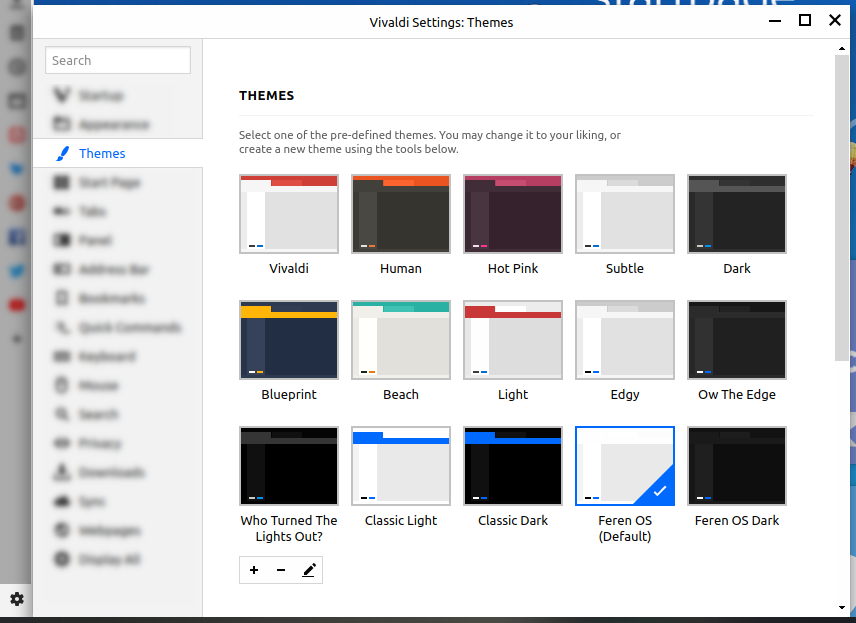 Vivaldi Settings: Themes
Search
Startup
Appearance
Themes
Start Page
Tabs
Panel
Address Bar
Bookmarks
Quick Commands
Keyboard
Mouse
Search
Privacy
Downloads
Sync
Webpages
Display All
THEMES
Select one of the pre-defined themes. You may change it to your liking, or
create a new theme using the tools below.
Vivaldi
Human
Hot Pink
Subtle
Dark
Blueprint
Beach
Light
Edgy
Ow The Edge
Who Turned The
Lights Out?
Classic Light
Classic Dark
Feren OS
(Default)
Feren OS Dark